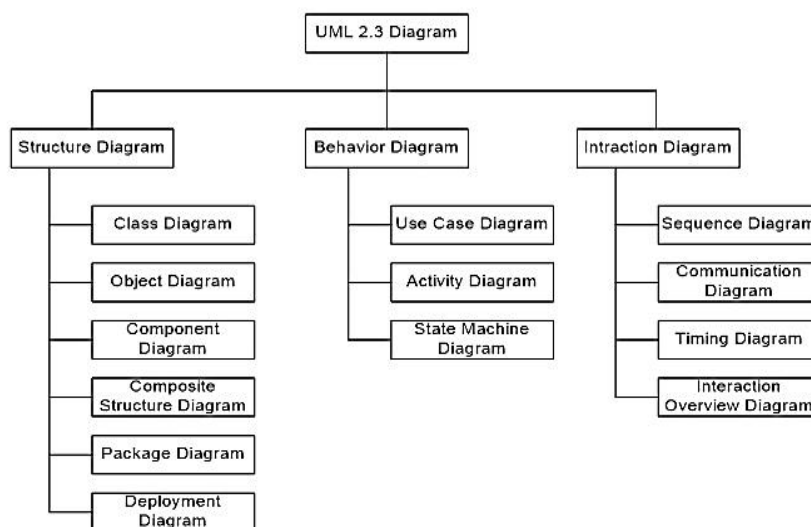 UML 2.3 Diagram
Structure Diagram
Behavior Diagram
Intraction Diagram
Class Diagram
Use Case Diagram
Sequence Diagram
Object Diagram
Activity Diagram
Communication
Diagram
Component
Diagram
State Machine
Diagram
Timing Diagram
Composite
Structure Diagram
Interaction
Overview Diagram
Package Diagram
Deployment
Diagram